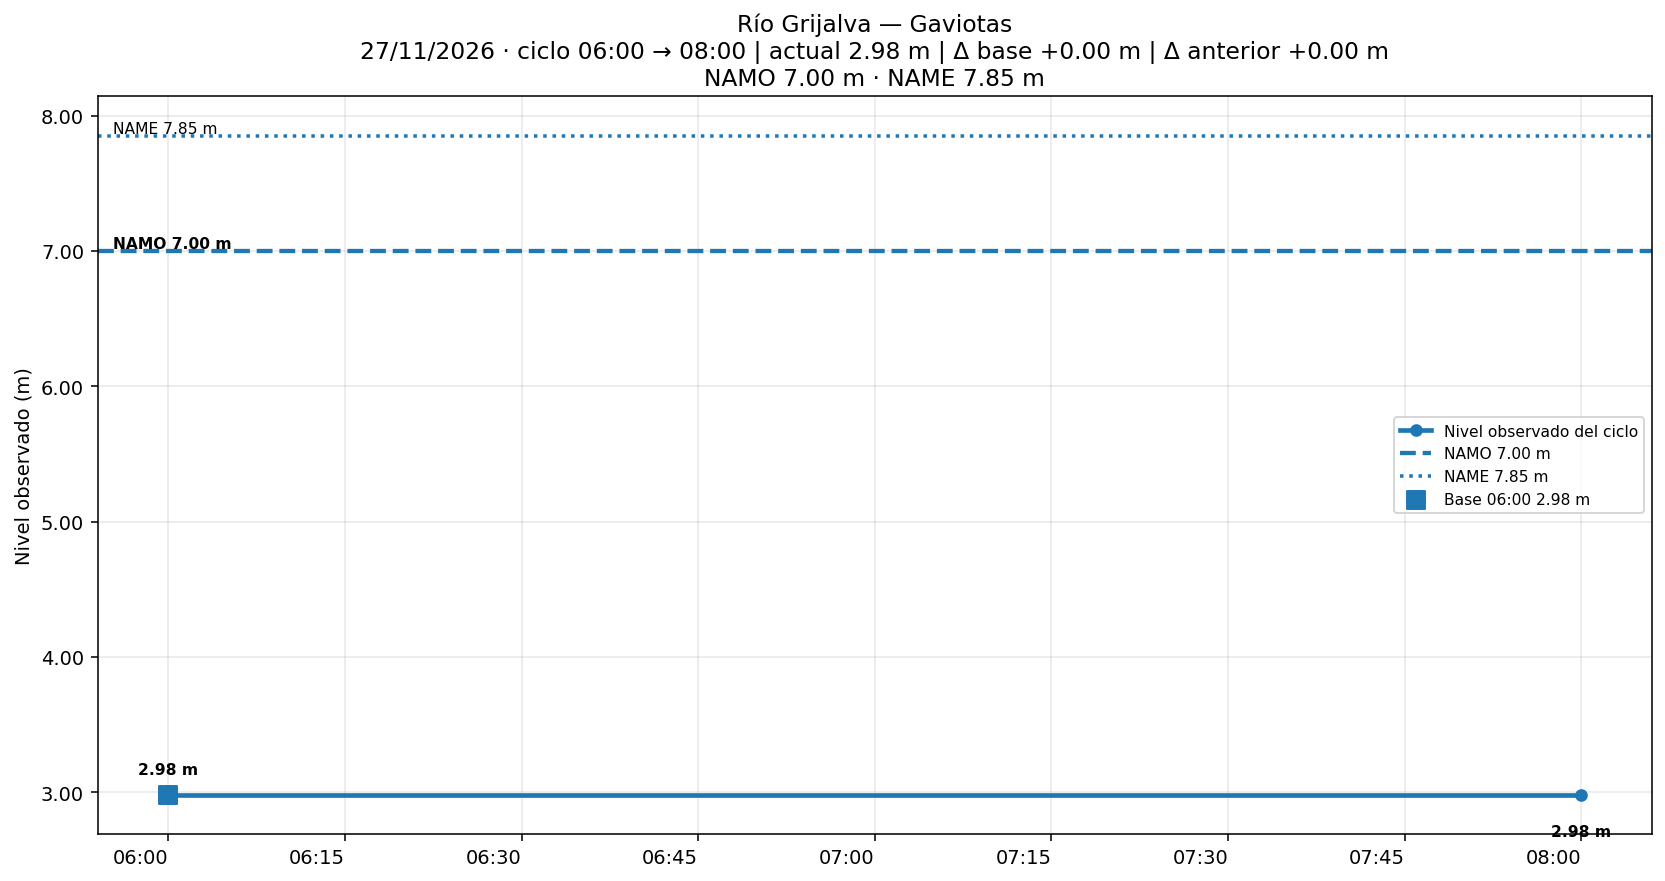 Río Grijalva — Gaviotas
27/11/2026 · ciclo 06:00 → 08:00 | actual 2.98 m | Δ base +0.00 m | Δ anterior +0.00 m
NAMO 7.00 m · NAME 7.85 m
8.00
NAME 7.85 m
NAMO 7.00 m
7.00
6.00
Nivel observado (m)
Nivel observado del ciclo
NAMO 7.00 m
NAME 7.85 m
Base 06:00 2.98 m
5.00
4.00
2.98 m
3.00
2.98 m
06:00 06:15 06:30 06:45 07:00 07:15 07:30 07:45 08:00